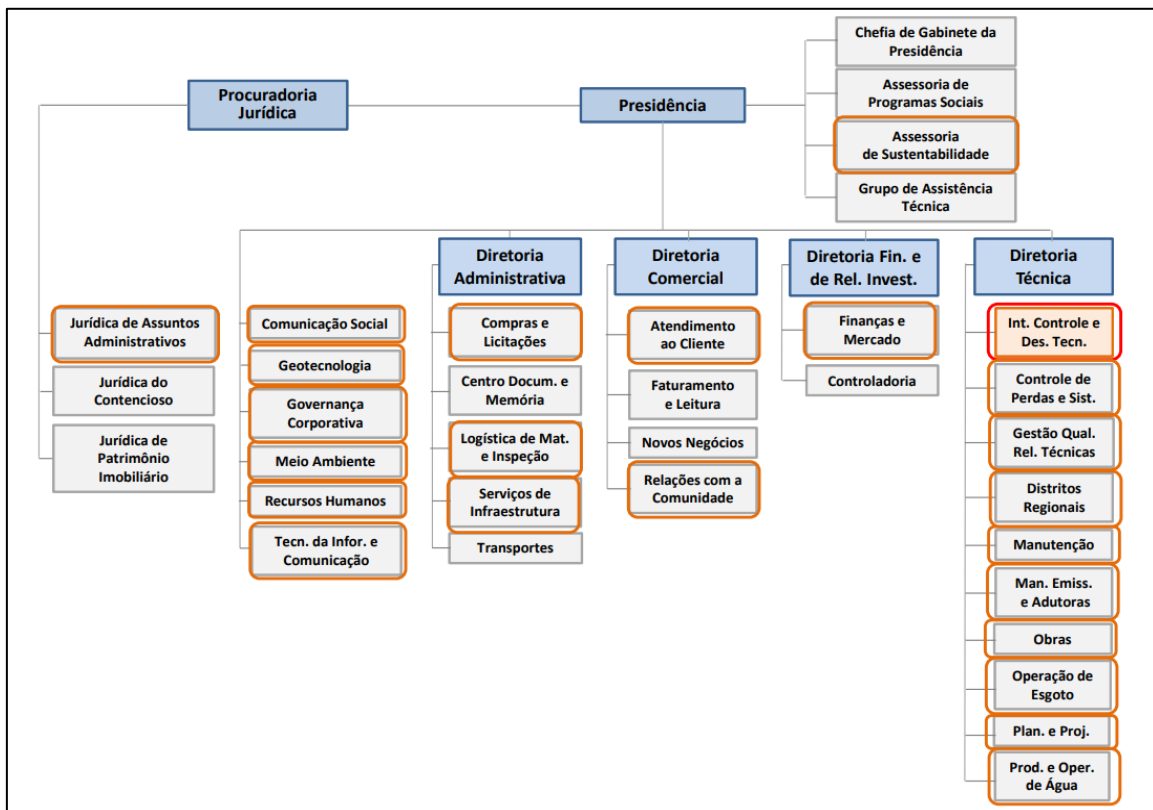 Chefia de Gabinete da
Presidência
Procuradoria
Jurídica
Presidência
Assessoria de
Programas Sociais
Assessoria
de Sustentabilidade
Grupo de Assistência
Técnica
Jurídica de Assuntos
Administrativos
Jurídica do
Contencioso
Jurídica de
Patrimônio
Imobiliário
Comunicação Social
Geotecnologia
Governança
Corporativa
Meio Ambiente
Recursos Humanos
Tecn. da Infor. e
Comunicação
Diretoria
Administrativa
Compras e
Licitações
Centro Docum. e
Memória
Logística de Mat.
e Inspeção
Serviços de
Infraestrutura
Transportes
Diretoria
Comercial
Atendimento
ao Cliente
Faturamento
e Leitura
Novos Negócios
Relações com a
Comunidade
Diretoria Fin. e
de Rel. Invest.
Finanças e
Mercado
Controladoria
Diretoria
Técnica
Int. Controle e
Des. Tecn.
Controle de
Perdas e Sist.
Gestão Qual.
Rel. Técnicas
Distritos
Regionais
Manutenção
Man. Emiss.
e Adutoras
Obras
Operação de
Esgoto
Plan. e Proj.
Prod. e Oper.
de Água